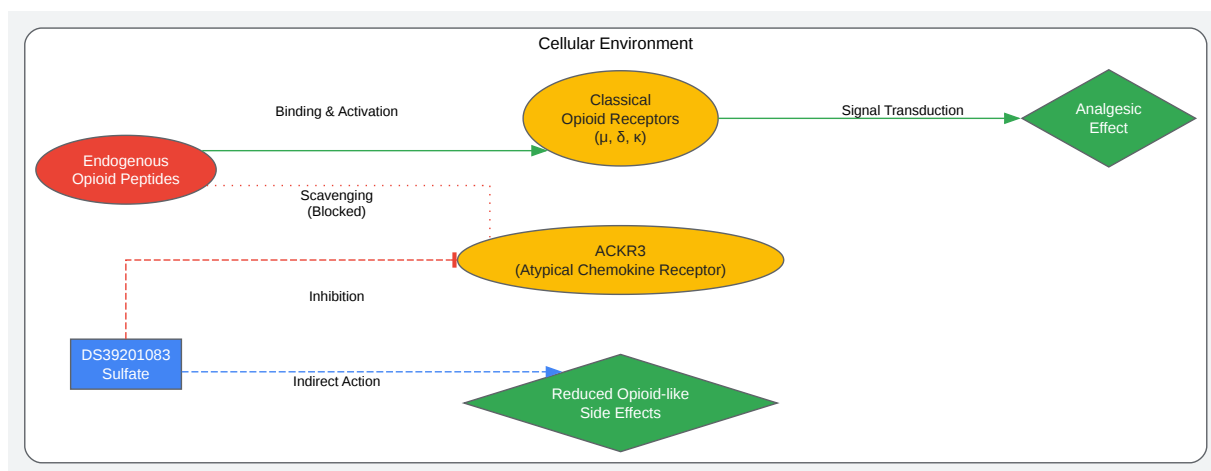 Cellular Environment
Binding & Activation
Classical
Opioid Receptors
(μ, δ, κ)
Signal Transduction
Analgesic
Effect
Endogenous
Opioid Peptides
Scavenging
(Blocked)
ACKR3
(Atypical Chemokine Receptor)
Inhibition
DS39201083
Sulfate
Indirect Action
Reduced Opioid-like
Side Effects